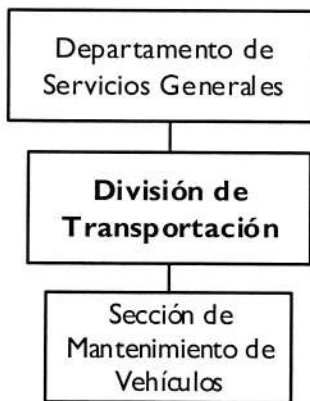 Departamento de
Servicios Generales
División de
Transportación
Sección de
Mantenimiento de
Vehículos